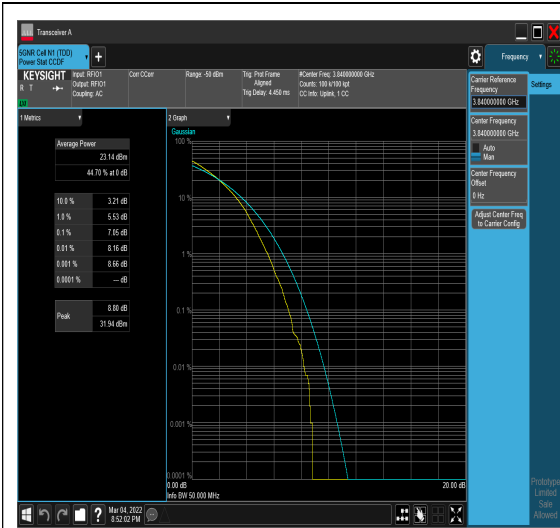 Transceiver A
5GNR Cell N1 (TDD)
Power Stat CCDF
+
Frequency
KEYSIGHT
R T
LXI
Input: RFIO1
Output: RFIO1
Coupling: AC
Corr CCorr
Range: -50 dBm
Trig: Prot Frame
Aligned
Trig Delay: 4.450 ms
#Center Freq: 3.840000000 GHz
Counts: 100 k/100 kpt
CC Info: Uplink, 1 CC
Carrier Reference
Frequency
3.840000000 GHz
Settings
Center Frequency
3.840000000 GHz
Auto
Man
Center Frequency
Offset
0 Hz
Adjust Center Freq
to Carrier Config
1 Metrics
Average Power
23.14 dBm
44.70 % at 0 dB
10.0 % 3.21 dB
1.0 % 5.53 dB
0.1 % 7.05 dB
0.01 % 8.16 dB
0.001 % 8.66 dB
0.0001 % --- dB
Peak 8.80 dB
31.94 dBm
2 Graph
Gaussian
100 %
10 %
1 %
0.1 %
0.01 %
0.001 %
0.0001 %
0.00 dB 20.00 dB
Info BW 50.000 MHz
Mar 04, 2022
8:52:02 PM
?
Prototype
Limited
Sale
Allowed